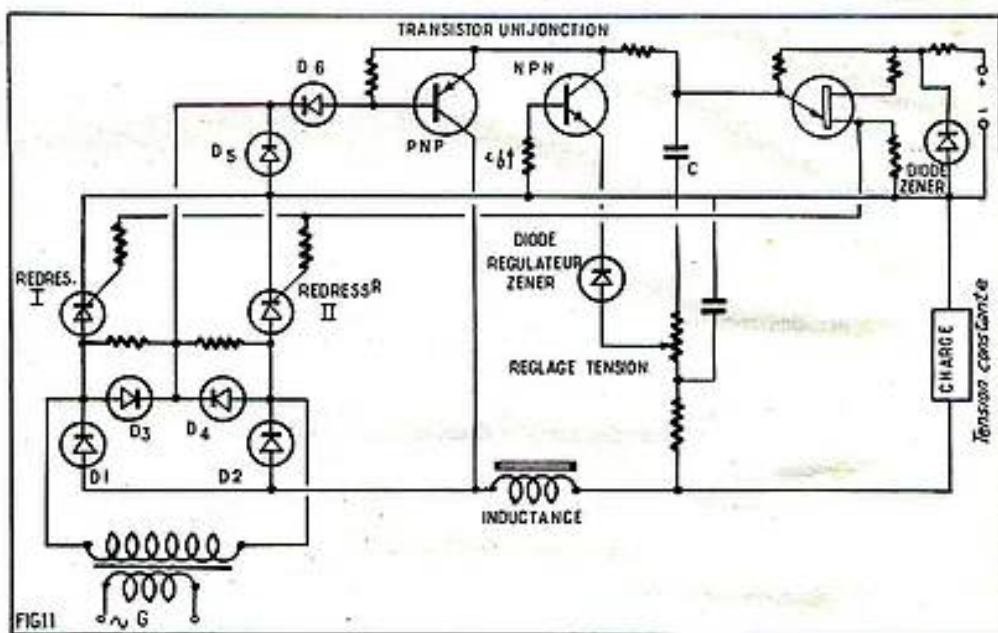 TRANSISTOR UNIJONCTION
D6
NPN
PNP
D5
C
DIODE
ZENER
+
-
REDRES.
I
REDRESSR
II
DIODE
REGULATEUR
ZENER
REGLAGE TENSION
CHARGE
Tension constante
D3
D4
D1
D2
INDUCTANCE
FIG11
~ G